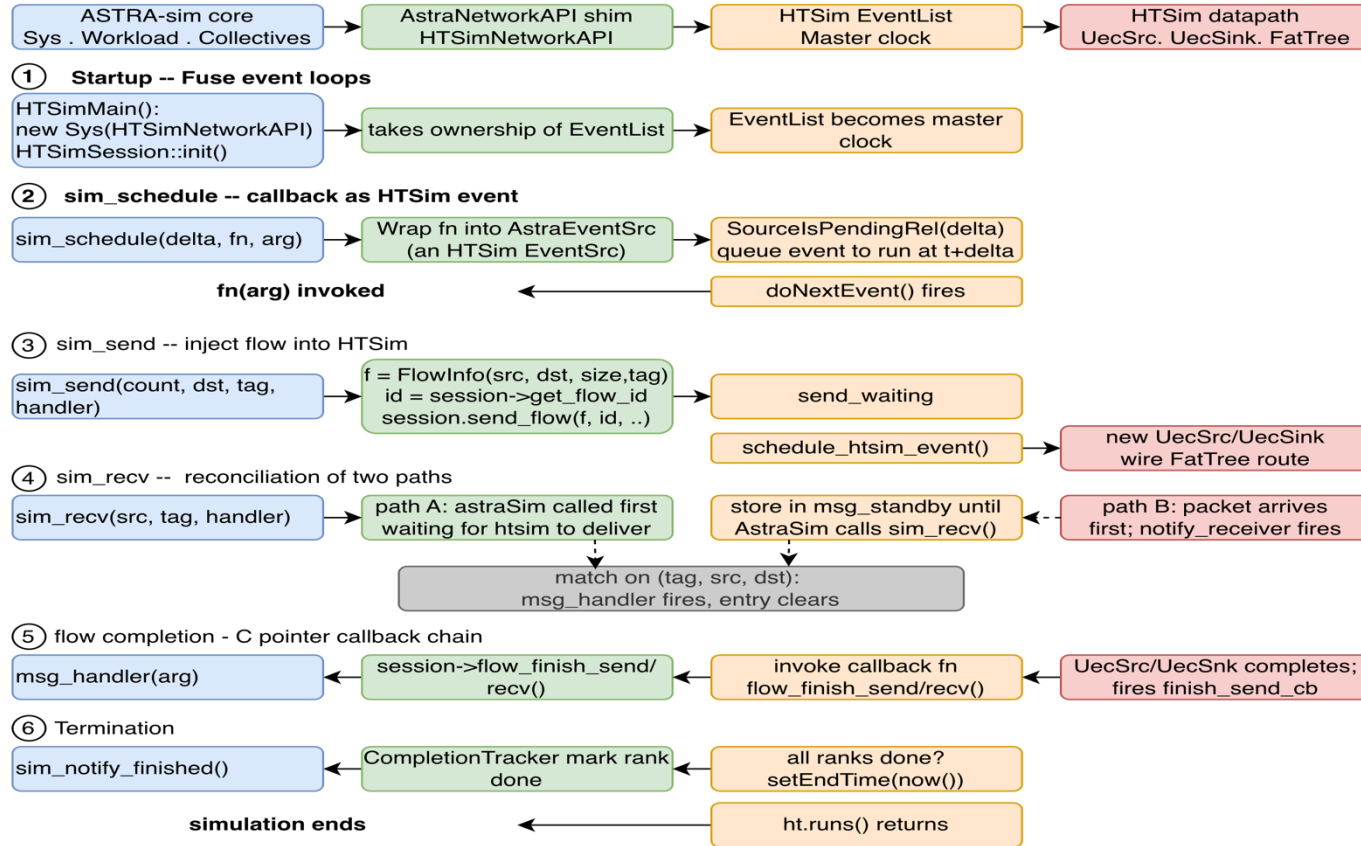 ASTRA-sim core
Sys . Workload . Collectives
AstraNetworkAPI shim
HTSimNetworkAPI
HTSim EventList
Master clock
HTSim datapath
UecSrc. UecSink. FatTree
1 Startup -- Fuse event loops
HTSimMain():
new Sys(HTSimNetworkAPI)
HTSimSession::init()
takes ownership of EventList
EventList becomes master
clock
2 sim_schedule -- callback as HTSim event
sim_schedule(delta, fn, arg)
Wrap fn into AstraEventSrc
(an HTSim EventSrc)
SourceIsPendingRel(delta)
queue event to run at t+delta
fn(arg) invoked
doNextEvent() fires
3 sim_send -- inject flow into HTSim
sim_send(count, dst, tag,
handler)
f = FlowInfo(src, dst, size,tag)
id = session->get_flow_id
session.send_flow(f, id, ..)
send_waiting
schedule_htsim_event()
new UecSrc/UecSink
wire FatTree route
4 sim_recv -- reconciliation of two paths
sim_recv(src, tag, handler)
path A: astraSim called first
waiting for htsim to deliver
store in msg_standby until
AstraSim calls sim_recv()
path B: packet arrives
first; notify_receiver fires
match on (tag, src, dst):
msg_handler fires, entry clears
5 flow completion - C pointer callback chain
msg_handler(arg)
session->flow_finish_send/
recv()
invoke callback fn
flow_finish_send/recv()
UecSrc/UecSnk completes;
fires finish_send_cb
6 Termination
sim_notify_finished()
CompletionTracker mark rank
done
all ranks done?
setEndTime(now())
simulation ends
ht.runs() returns